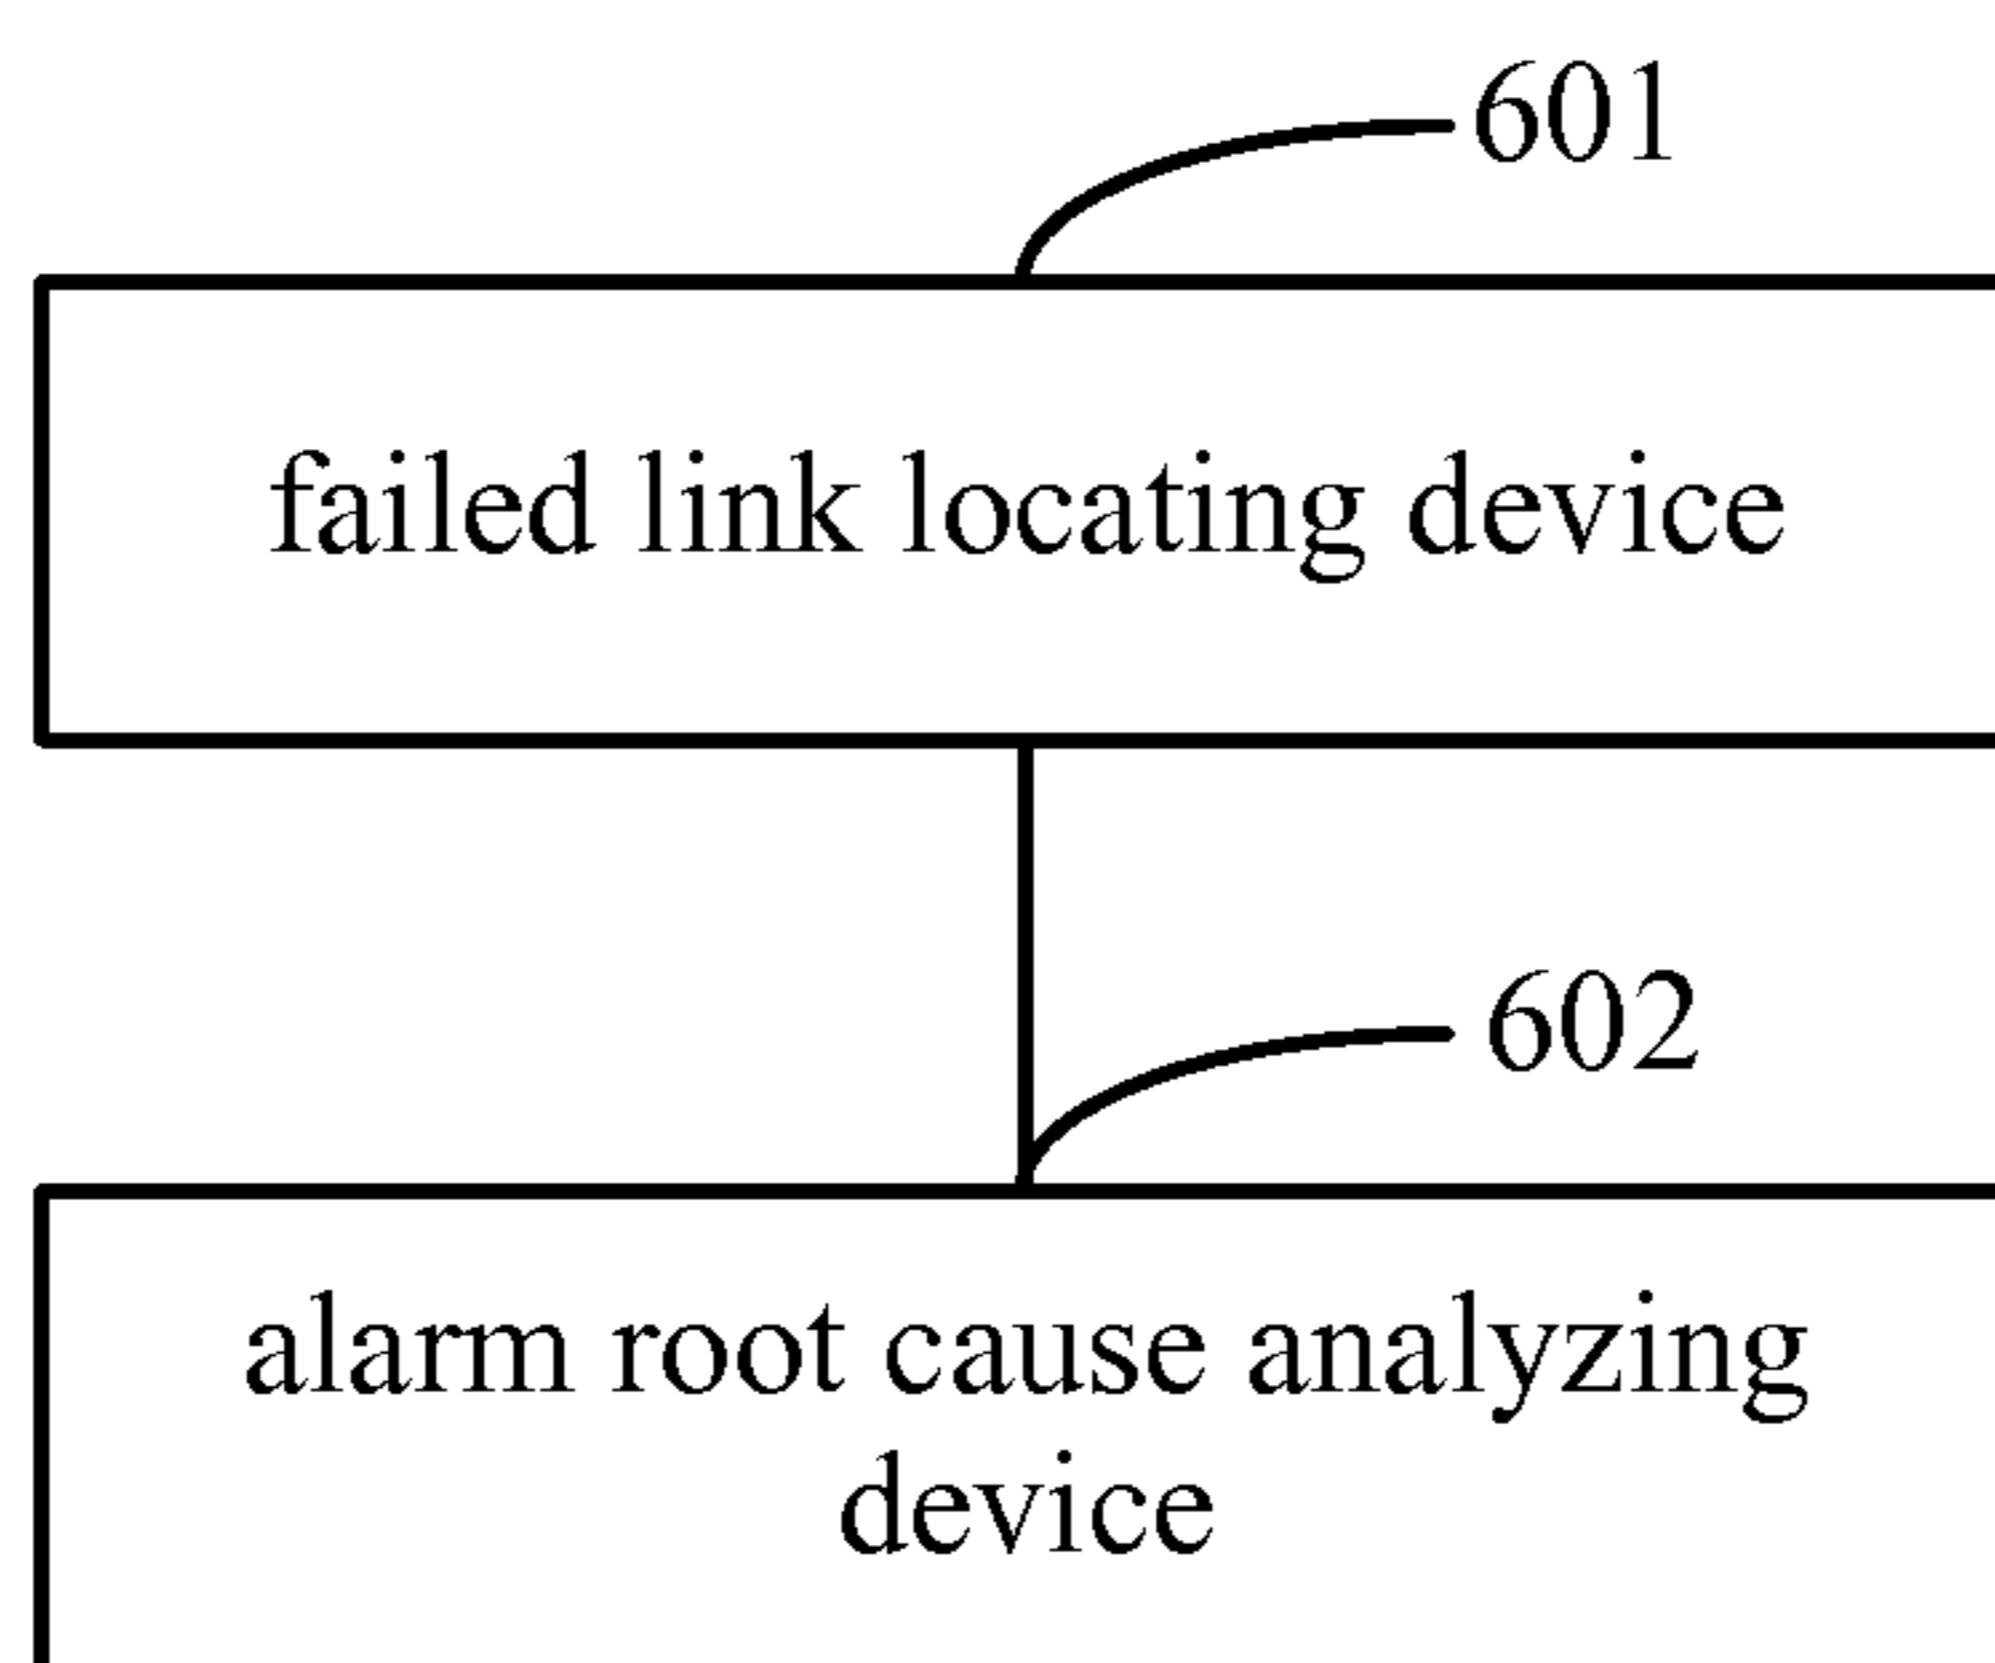 601
failed link locating device
602
alarm root cause analyzing
device